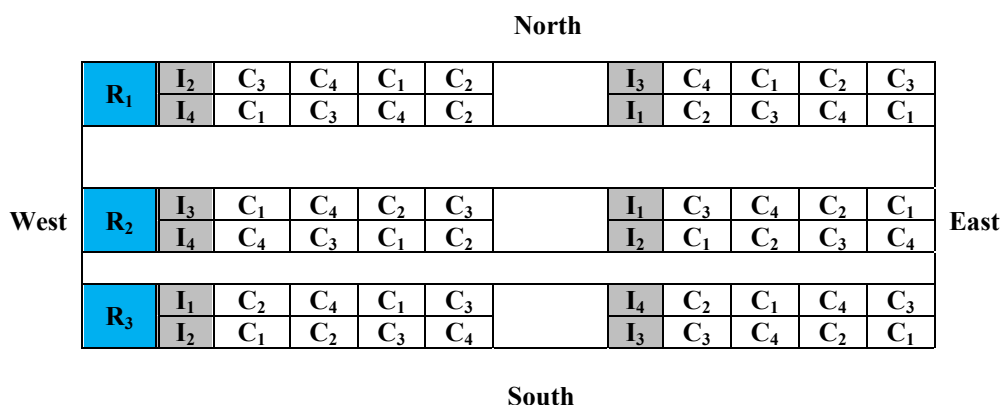 North
R₁ I₂ C₃ C₄ C₁ C₂ I₃ C₄ C₁ C₂ C₃
I₄ C₁ C₃ C₄ C₂ I₁ C₂ C₃ C₄ C₁
West R₂ I₃ C₁ C₄ C₂ C₃ I₁ C₃ C₄ C₂ C₁ East
I₄ C₄ C₃ C₁ C₂ I₂ C₁ C₂ C₃ C₄
R₃ I₁ C₂ C₄ C₁ C₃ I₄ C₂ C₁ C₄ C₃
I₂ C₁ C₂ C₃ C₄ I₃ C₃ C₄ C₂ C₁
South